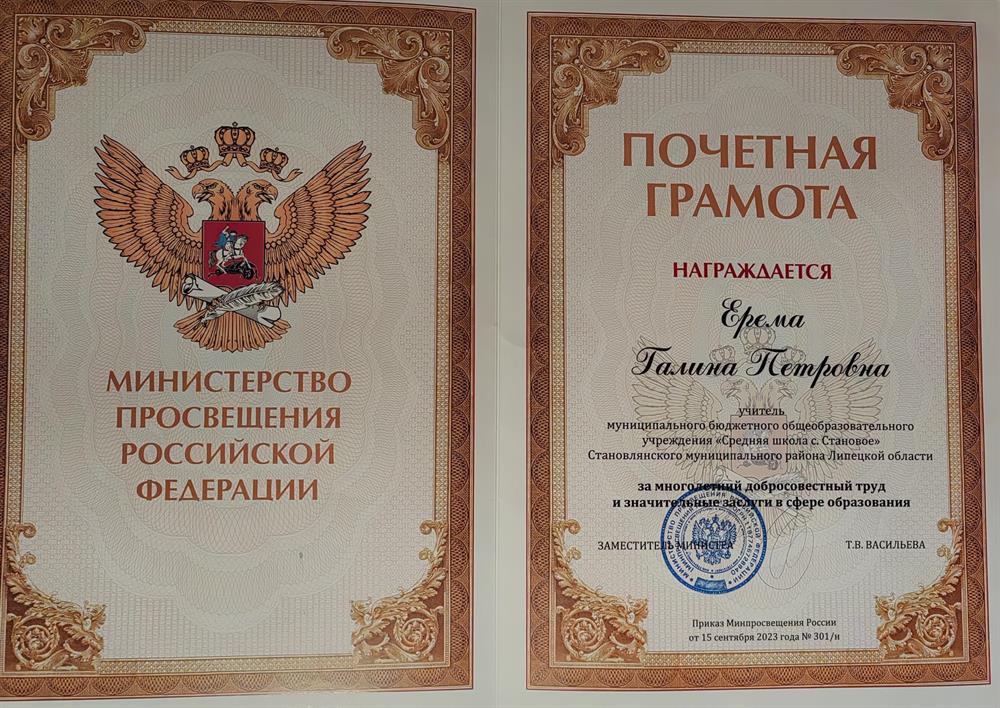 МИНИСТЕРСТВО
ПРОСВЕЩЕНИЯ
РОССИЙСКОЙ
ФЕДЕРАЦИИ
ПОЧЕТНАЯ
ГРАМОТА
НАГРАЖДАЕТСЯ
Ерема
Галина Петровна
учитель
муниципального бюджетного общеобразовательного
учреждения «Средняя школа с. Становое»
Становлянского муниципального района Липецкой области
за многолетний добросовестный труд
и значительные заслуги в сфере образования
ЗАМЕСТИТЕЛЬ МИНИСТРА
Т.В. ВАСИЛЬЕВА
Приказ Минпросвещения России
от 15 сентября 2023 года № 301/н